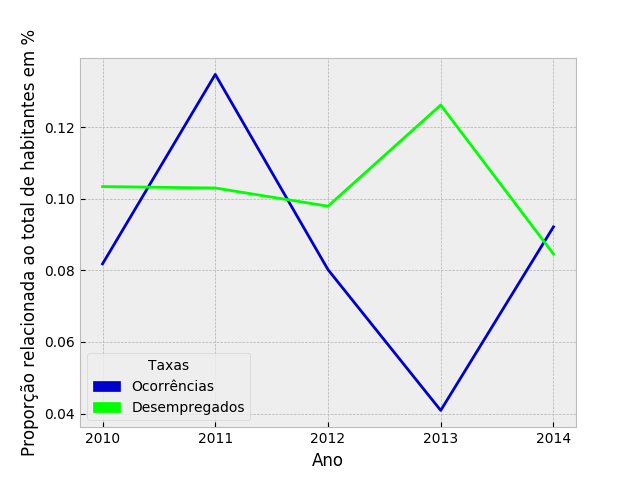 Proporção relacionada ao total de habitantes em %
0.12
0.10
0.08
0.06
0.04
Taxas
Ocorrências
Desempregados
2010 2011 2012 2013 2014
Ano